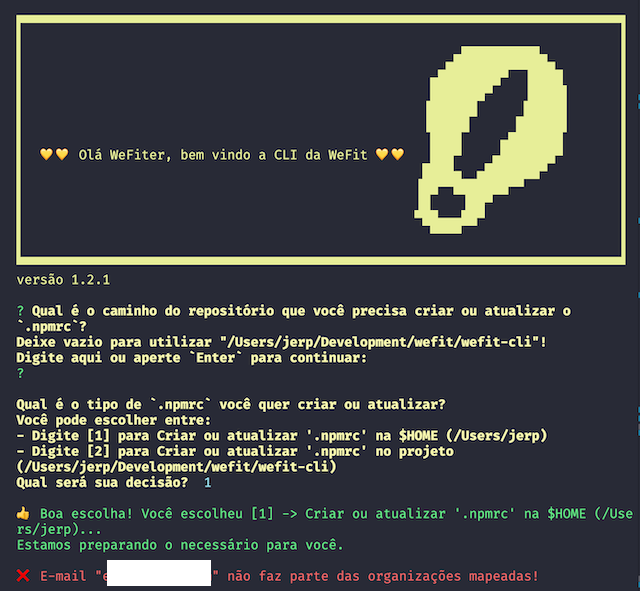 💛💛 Olá WeFiter, bem vindo a CLI da WeFit 💛💛
versão 1.2.1
? Qual é o caminho do repositório que você precisa criar ou atualizar o
`.npmrc`?
Deixe vazio para utilizar "/Users/jerp/Development/wefit/wefit-cli"!
Digite aqui ou aperte `Enter` para continuar:
?
Qual é o tipo de `.npmrc` você quer criar ou atualizar?
Você pode escolher entre:
- Digite [1] para Criar ou atualizar '.npmrc' na $HOME (/Users/jerp)
- Digite [2] para Criar ou atualizar '.npmrc' no projeto
(/Users/jerp/Development/wefit/wefit-cli)
Qual será sua decisão? 1
👍 Boa escolha! Você escolheu [1] -> Criar ou atualizar '.npmrc' na $HOME (/Use
rs/jerp)...
Estamos preparando o necessário para você.
❌ E-mail "" não faz parte das organizações mapeadas!